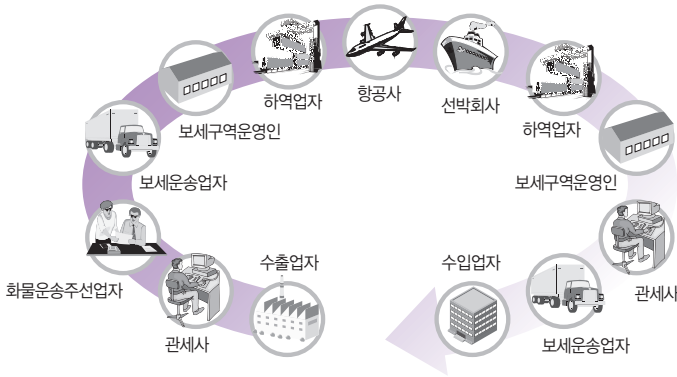 하역업자
항공사
선박회사
하역업자
보세구역운영인
보세운송업자
보세구역운영인
화물운송주선업자
수출업자
수입업자
관세사
관세사
보세운송업자